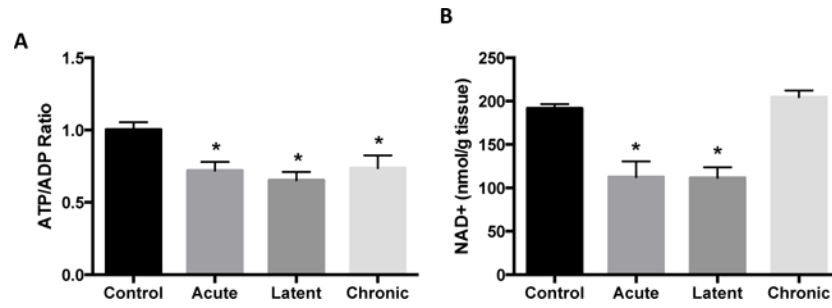 A
ATP/ADP Ratio
1.5
1.0
0.5
0.0
*
*
*
Control Acute Latent Chronic
B
NAD+ (nmol/g tissue)
250
200
150
100
50
0
*
*
Control Acute Latent Chronic